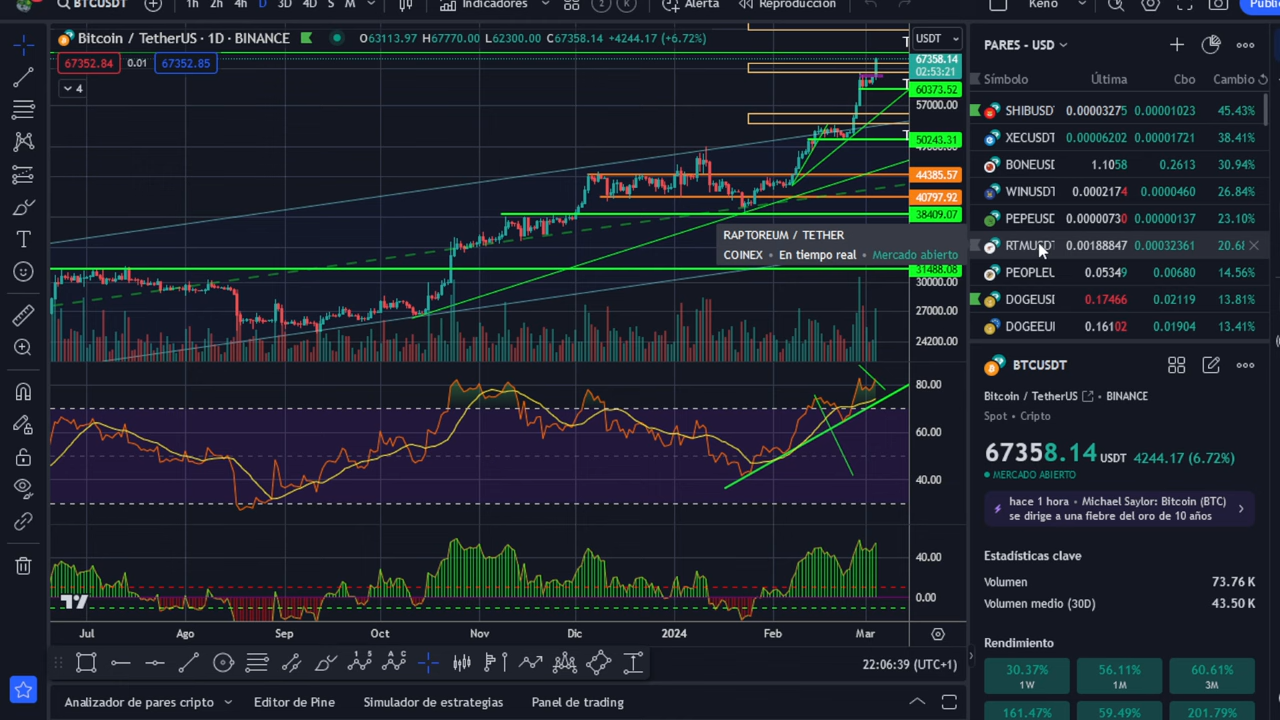 BTCUSDT
1h 2h 4h D 3D 4D S M
Indicadores
Alerta
Reproducción
Keno
Bitcoin / TetherUS · 1D · BINANCE
O63113.97 H67770.00 L62300.00 C67358.14 +4244.17 (+6.72%)
67352.84 0.01 67352.85
4
USDT
67358.14
02:53:21
60373.52
57000.00
50243.31
44385.57
40797.92
38409.07
31488.08
30000.00
27000.00
24200.00
80.00
60.00
40.00
40.00
0.00
RAPTOREUM / TETHER
COINEX • En tiempo real • Mercado abierto
Jul Ago Sep Oct Nov Dic 2024 Feb Mar
22:06:39 (UTC+1)
Analizador de pares cripto Editor de Pine Simulador de estrategias Panel de trading
PARES - USD
Símbolo Última Cbo Cambio
SHIBUSDT 0.00003275 0.00001023 45.43%
XECUSDT 0.00006202 0.00001721 38.41%
BONEUSI 1.1058 0.2613 30.94%
WINUSDT 0.0002174 0.0000460 26.84%
PEPEUSI 0.00000730 0.00000137 23.10%
RTMUSDT 0.00188847 0.00032361 20.6
PEOPLEL 0.05349 0.00680 14.56%
DOGEUSI 0.17466 0.02119 13.81%
DOGEEUI 0.16102 0.01904 13.41%
BTCUSDT
Bitcoin / TetherUS • BINANCE
Spot • Cripto
67358.14 USDT 4244.17 (6.72%)
MERCADO ABIERTO
hace 1 hora • Michael Saylor: Bitcoin (BTC)
se dirige a una fiebre del oro de 10 años
Estadísticas clave
Volumen 73.76 K
Volumen medio (30D) 43.50 K
Rendimiento
30.37% 56.11% 60.61%
1W 1M 3M
161.47% 59.49% 201.79%